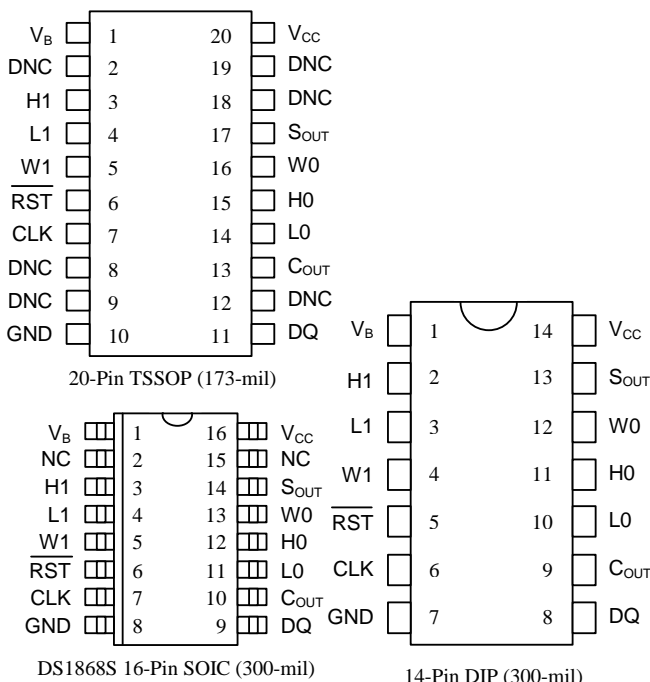 V_B 1 20 V_CC
DNC 2 19 DNC
H1 3 18 DNC
L1 4 17 S_OUT
W1 5 16 W0
R̅S̅T̅ 6 15 H0
CLK 7 14 L0
DNC 8 13 C_OUT
DNC 9 12 DNC
GND 10 11 DQ
20-Pin TSSOP (173-mil)
V_B 1 16 V_CC
NC 2 15 NC
H1 3 14 S_OUT
L1 4 13 W0
W1 5 12 H0
R̅S̅T̅ 6 11 L0
CLK 7 10 C_OUT
GND 8 9 DQ
DS1868S 16-Pin SOIC (300-mil)
V_B 1 14 V_CC
H1 2 13 S_OUT
L1 3 12 W0
W1 4 11 H0
R̅S̅T̅ 5 10 L0
CLK 6 9 C_OUT
GND 7 8 DQ
14-Pin DIP (300-mil)